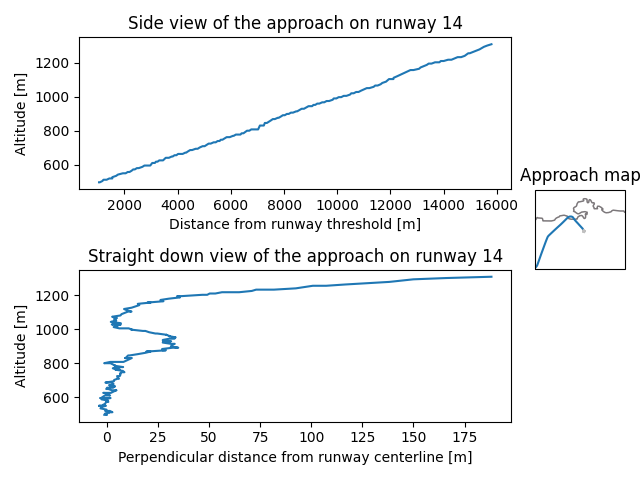 Side view of the approach on runway 14
Altitude [m]
1200
1000
800
600
2000 4000 6000 8000 10000 12000 14000 16000
Distance from runway threshold [m]
Approach map
Straight down view of the approach on runway 14
Altitude [m]
1200
1000
800
600
0 25 50 75 100 125 150 175
Perpendicular distance from runway centerline [m]